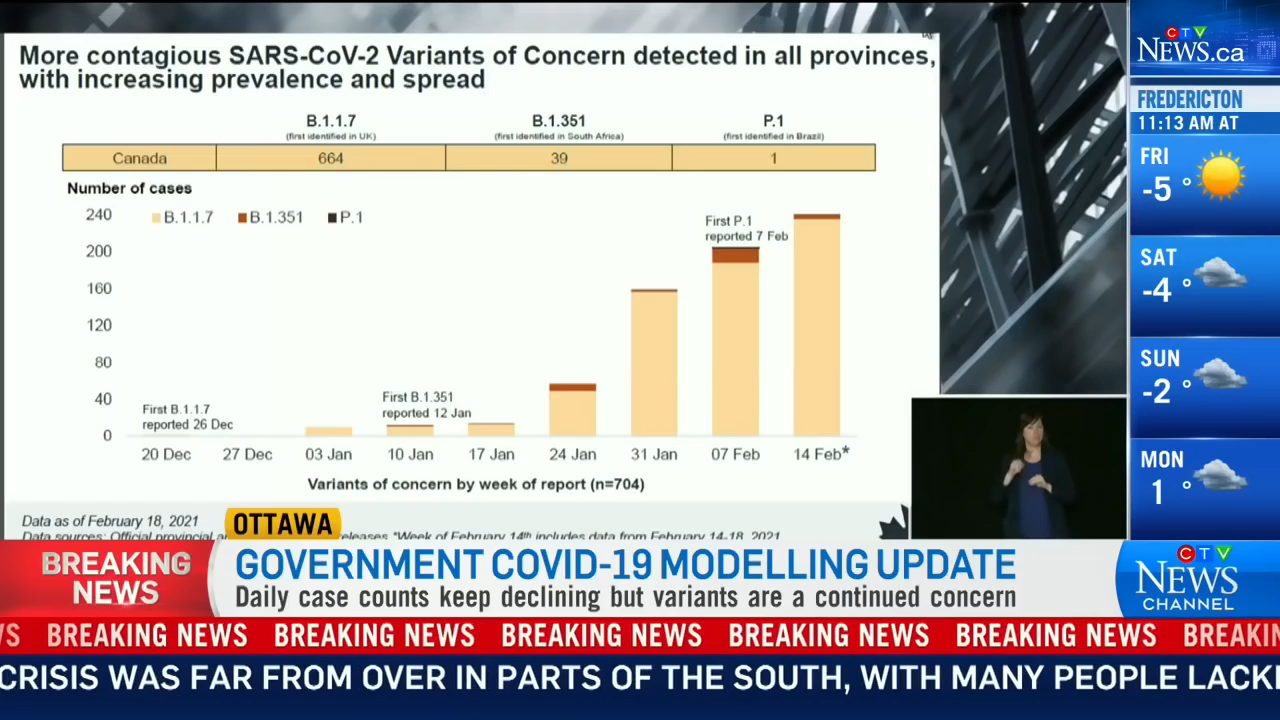 More contagious SARS-CoV-2 Variants of Concern detected in all provinces,
with increasing prevalence and spread
B.1.1.7
(first identified in UK)
B.1.351
(first identified in South Africa)
P.1
(first identified in Brazil)
Canada 664 39 1
Number of cases
B.1.1.7 B.1.351 P.1
240
200
160
120
80
40
0
First B.1.1.7
reported 26 Dec
First B.1.351
reported 12 Jan
First P.1
reported 7 Feb
20 Dec 27 Dec 03 Jan 10 Jan 17 Jan 24 Jan 31 Jan 07 Feb 14 Feb*
Variants of concern by week of report (n=704)
Data as of February 18, 2021
Data sources: Official provincial *Week of February 14th includes data from February 14-18, 2021
CTV
NEWS.ca
FREDERICTON
11:13 AM AT
FRI
-5 °
SAT
-4 °
SUN
-2 °
MON
1 °
OTTAWA
BREAKING
NEWS
GOVERNMENT COVID-19 MODELLING UPDATE
Daily case counts keep declining but variants are a continued concern
CTV
NEWS
CHANNEL
WS BREAKING NEWS BREAKING NEWS BREAKING NEWS BREAKING NEWS BREAKING NEWS BREAKIN
CRISIS WAS FAR FROM OVER IN PARTS OF THE SOUTH, WITH MANY PEOPLE LACKI